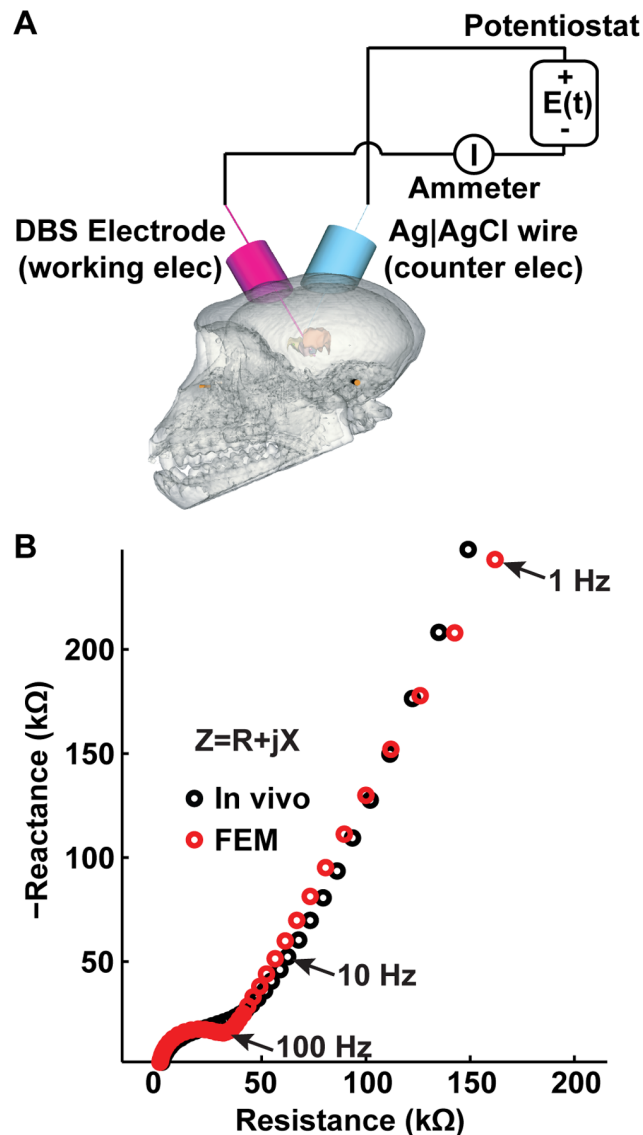 A
Potentiostat
+
E(t)
-
I
Ammeter
DBS Electrode
(working elec)
Ag|AgCl wire
(counter elec)
B
−Reactance (kΩ)
200
150
100
50
1 Hz
Z=R+jX
In vivo
FEM
10 Hz
100 Hz
0
50
100
150
200
Resistance (kΩ)